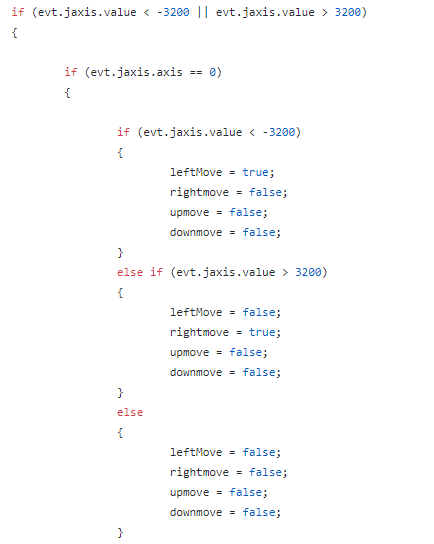 if (evt.jaxis.value < -3200 || evt.jaxis.value > 3200)
{
if (evt.jaxis.axis == 0)
{
if (evt.jaxis.value < -3200)
{
leftMove = true;
rightmove = false;
upmove = false;
downmove = false;
}
else if (evt.jaxis.value > 3200)
{
leftMove = false;
rightmove = true;
upmove = false;
downmove = false;
}
else
{
leftMove = false;
rightmove = false;
upmove = false;
downmove = false;
}